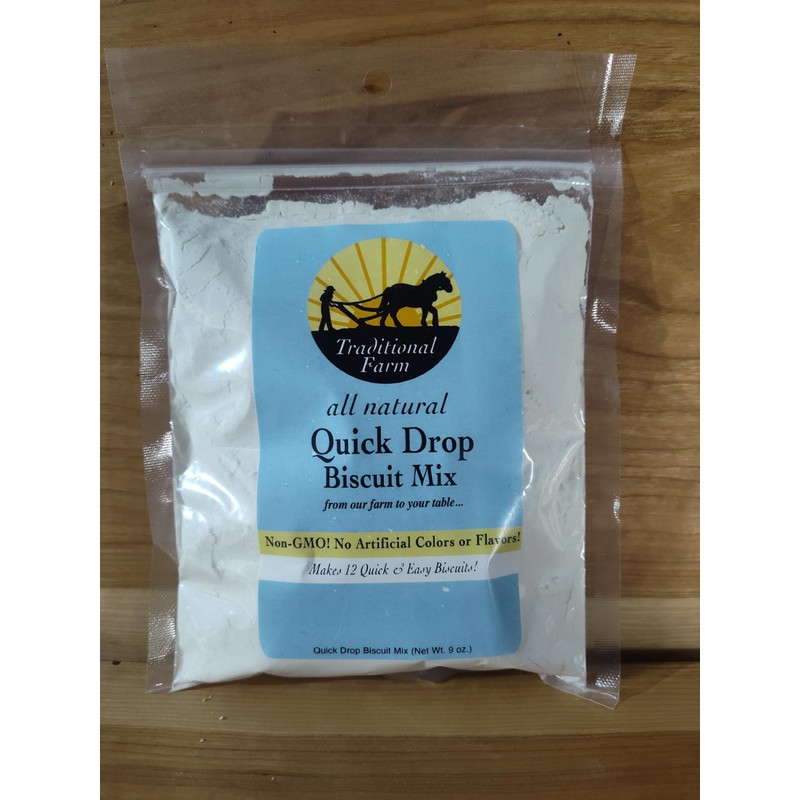 Traditional
Farm
all natural
Quick Drop
Biscuit Mix
from our farm to your table...
Non-GMO! No Artificial Colors or Flavors!
Makes 12 Quick & Easy Biscuits!
Quick Drop Biscuit Mix (Net Wt. 9 oz.)